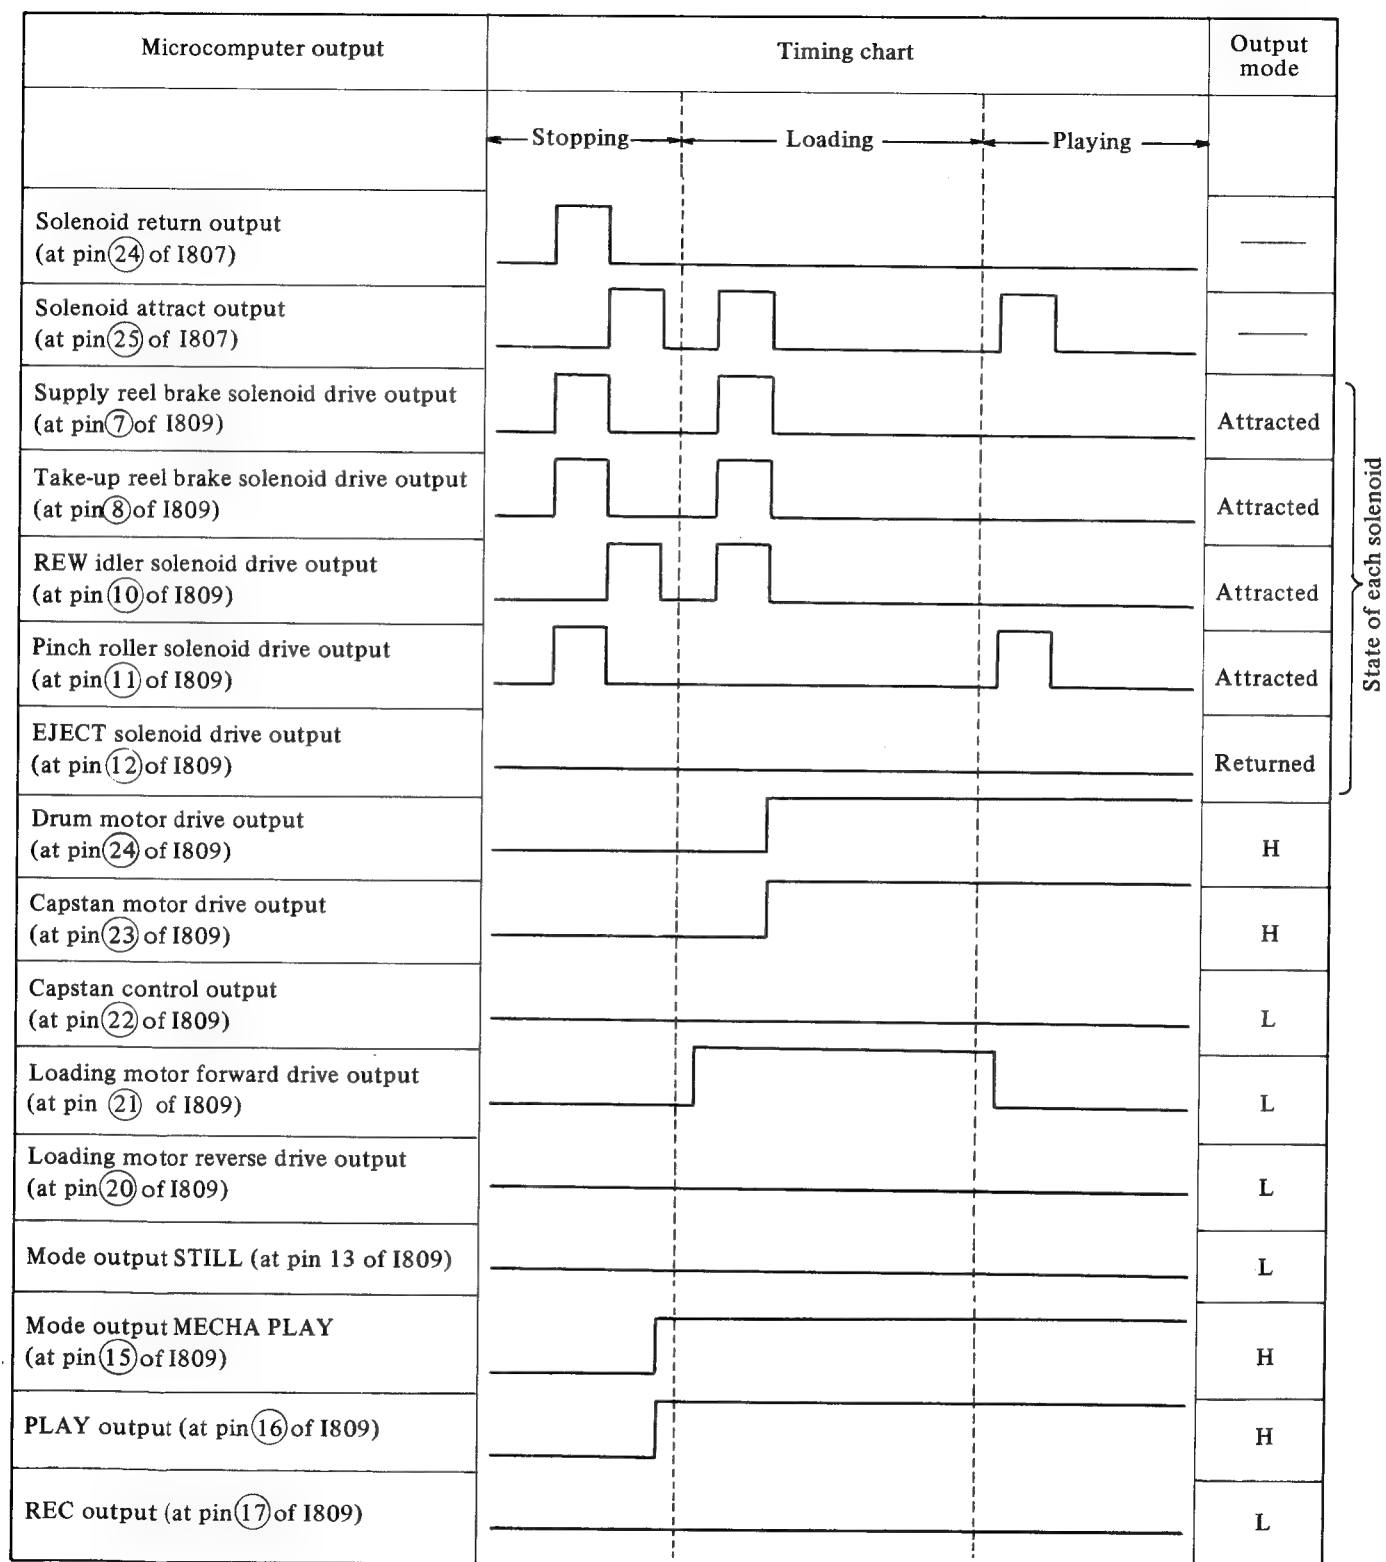 Microcomputer output
Timing chart
Output
mode
Stopping
Loading
Playing
Solenoid return output
(at pin 24 of I807)
Solenoid attract output
(at pin 25 of I807)
Supply reel brake solenoid drive output
(at pin 7 of I809)
Attracted
Take-up reel brake solenoid drive output
(at pin 8 of I809)
Attracted
REW idler solenoid drive output
(at pin 10 of I809)
Attracted
Pinch roller solenoid drive output
(at pin 11 of I809)
Attracted
EJECT solenoid drive output
(at pin 12 of I809)
Returned
State of each solenoid
Drum motor drive output
(at pin 24 of I809)
H
Capstan motor drive output
(at pin 23 of I809)
H
Capstan control output
(at pin 22 of I809)
L
Loading motor forward drive output
(at pin 21 of I809)
L
Loading motor reverse drive output
(at pin 20 of I809)
L
Mode output STILL (at pin 13 of I809)
L
Mode output MECHA PLAY
(at pin 15 of I809)
H
PLAY output (at pin 16 of I809)
H
REC output (at pin 17 of I809)
L